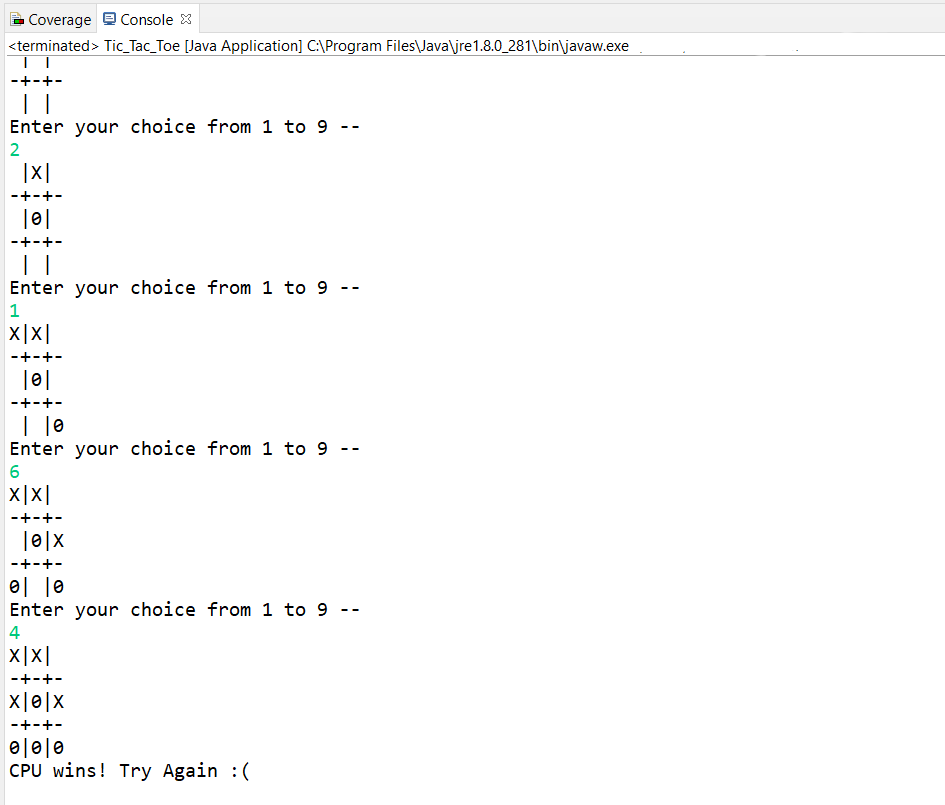 Coverage Console
<terminated> Tic_Tac_Toe [Java Application] C:\Program Files\Java\jre1.8.0_281\bin\javaw.exe
 | |
-+-+-
 | |
Enter your choice from 1 to 9 --
2
 |X|
-+-+-
 |0|
-+-+-
 | |
Enter your choice from 1 to 9 --
1
X|X|
-+-+-
 |0|
-+-+-
 | |0
Enter your choice from 1 to 9 --
6
X|X|
-+-+-
 |0|X
-+-+-
0| |0
Enter your choice from 1 to 9 --
4
X|X|
-+-+-
X|0|X
-+-+-
0|0|0
CPU wins! Try Again :(